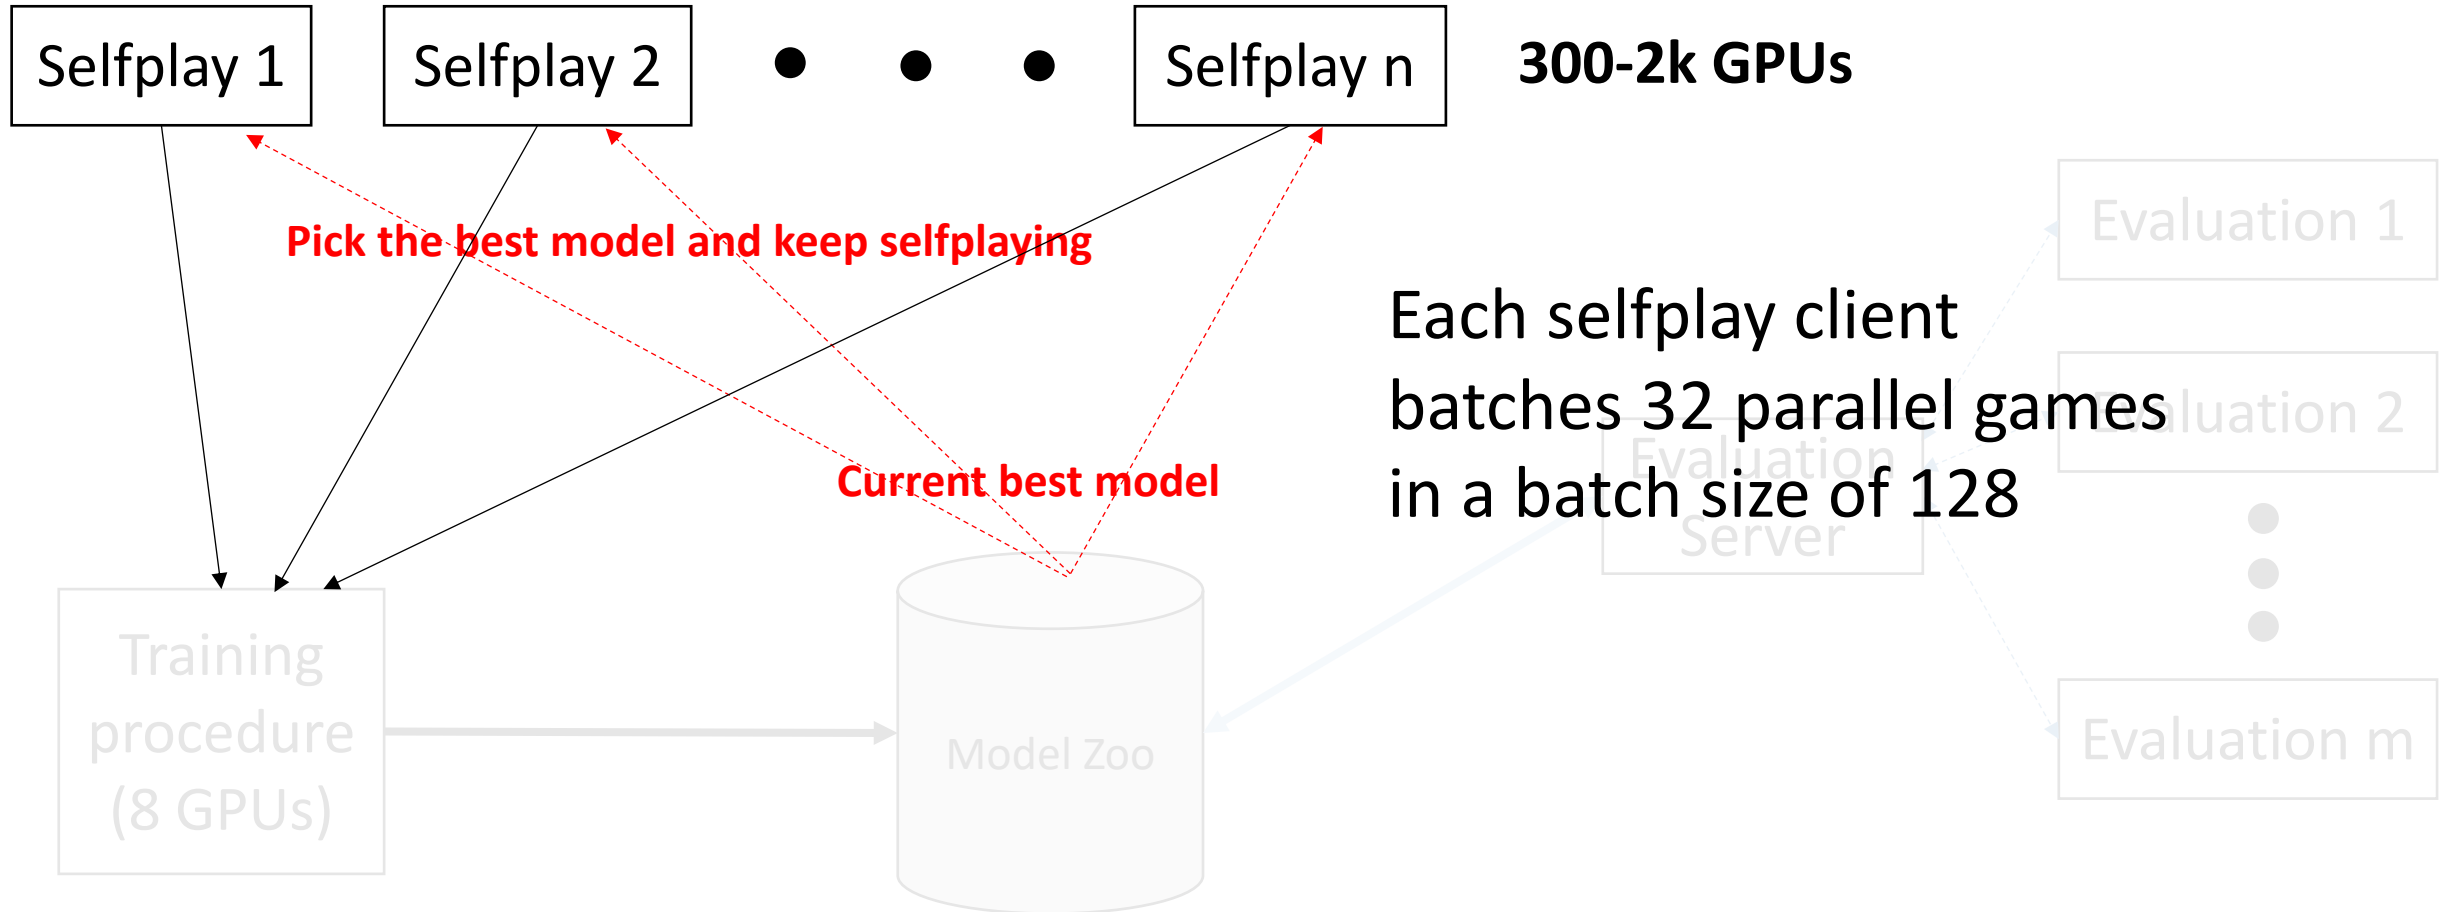 Selfplay 1
Selfplay 2
Selfplay n
300-2k GPUs
Pick the best model and keep selfplaying
Current best model
Each selfplay client
batches 32 parallel games
in a batch size of 128
Evaluation 1
Evaluation 2
Evaluation
Server
Evaluation m
Training
procedure
(8 GPUs)
Model Zoo